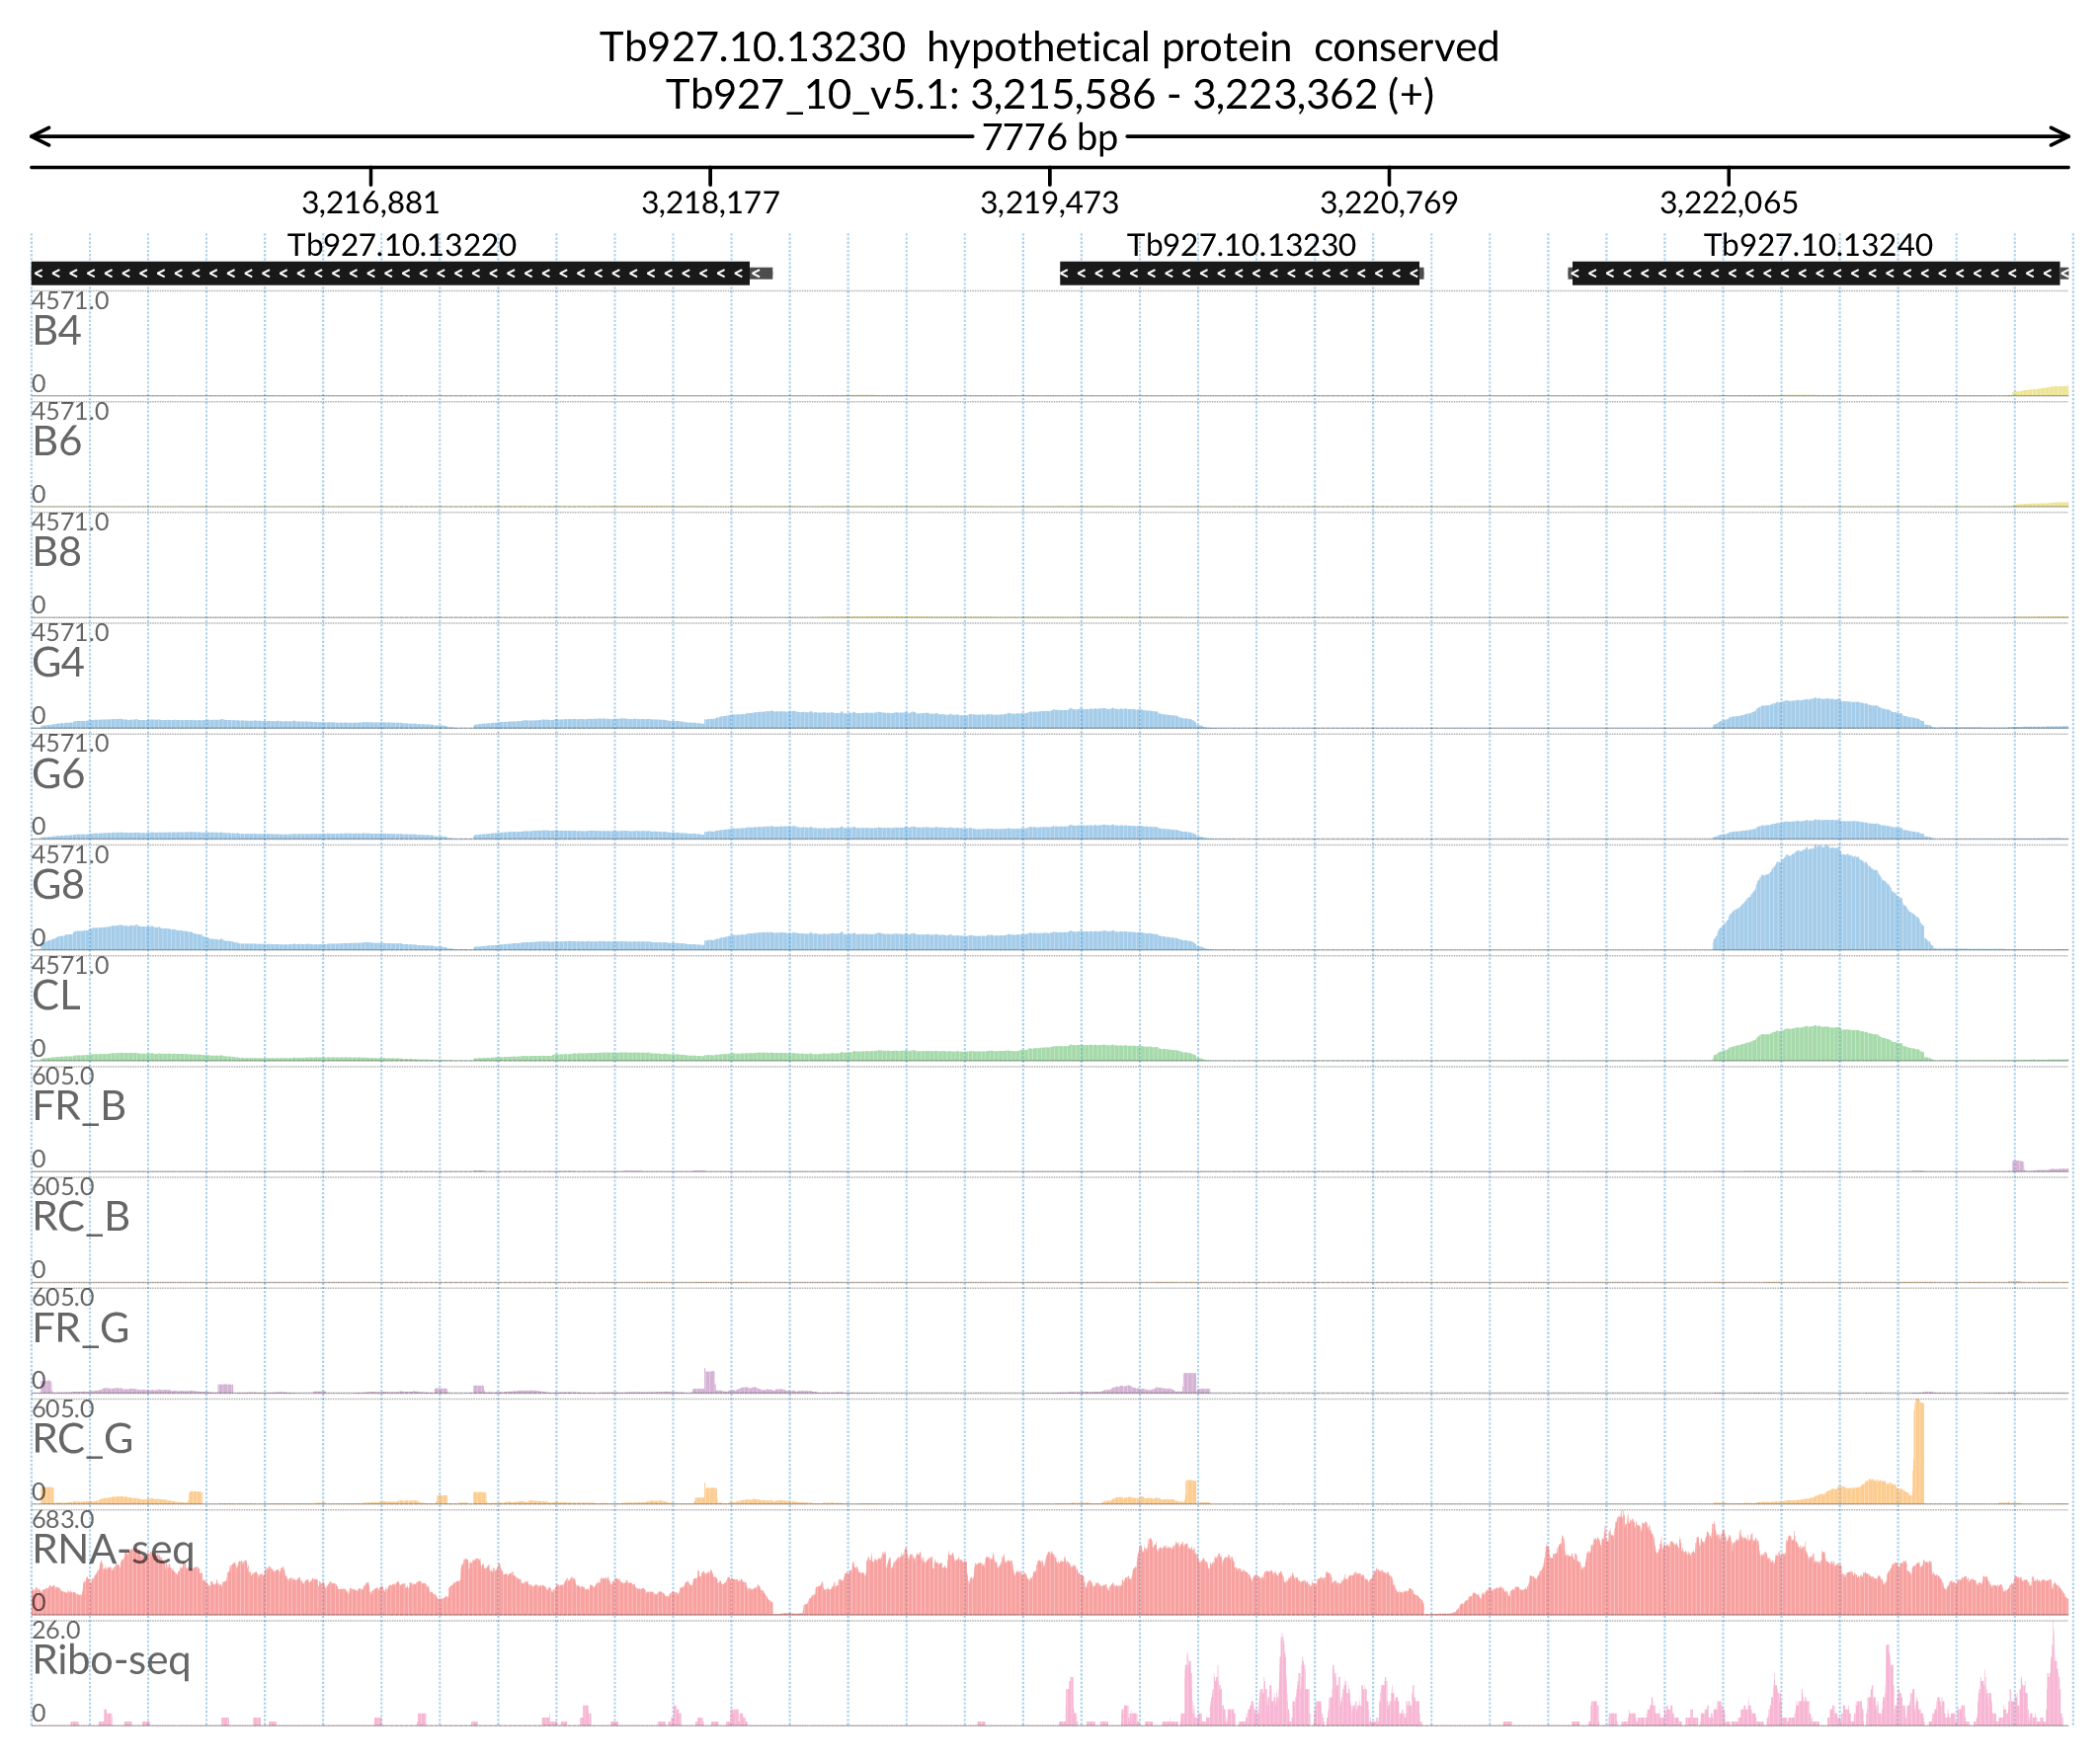 Tb927.10.13230 hypothetical protein conserved
Tb927_10_v5.1: 3,215,586 - 3,223,362 (+)
7776 bp
3,216,881 3,218,177 3,219,473 3,220,769 3,222,065
Tb927.10.13220 Tb927.10.13230 Tb927.10.13240
4571.0
B4
0
4571.0
B6
0
4571.0
B8
0
4571.0
G4
0
4571.0
G6
0
4571.0
G8
0
4571.0
CL
0
605.0
FR_B
0
605.0
RC_B
0
605.0
FR_G
0
605.0
RC_G
0
683.0
RNA-seq
0
26.0
Ribo-seq
0